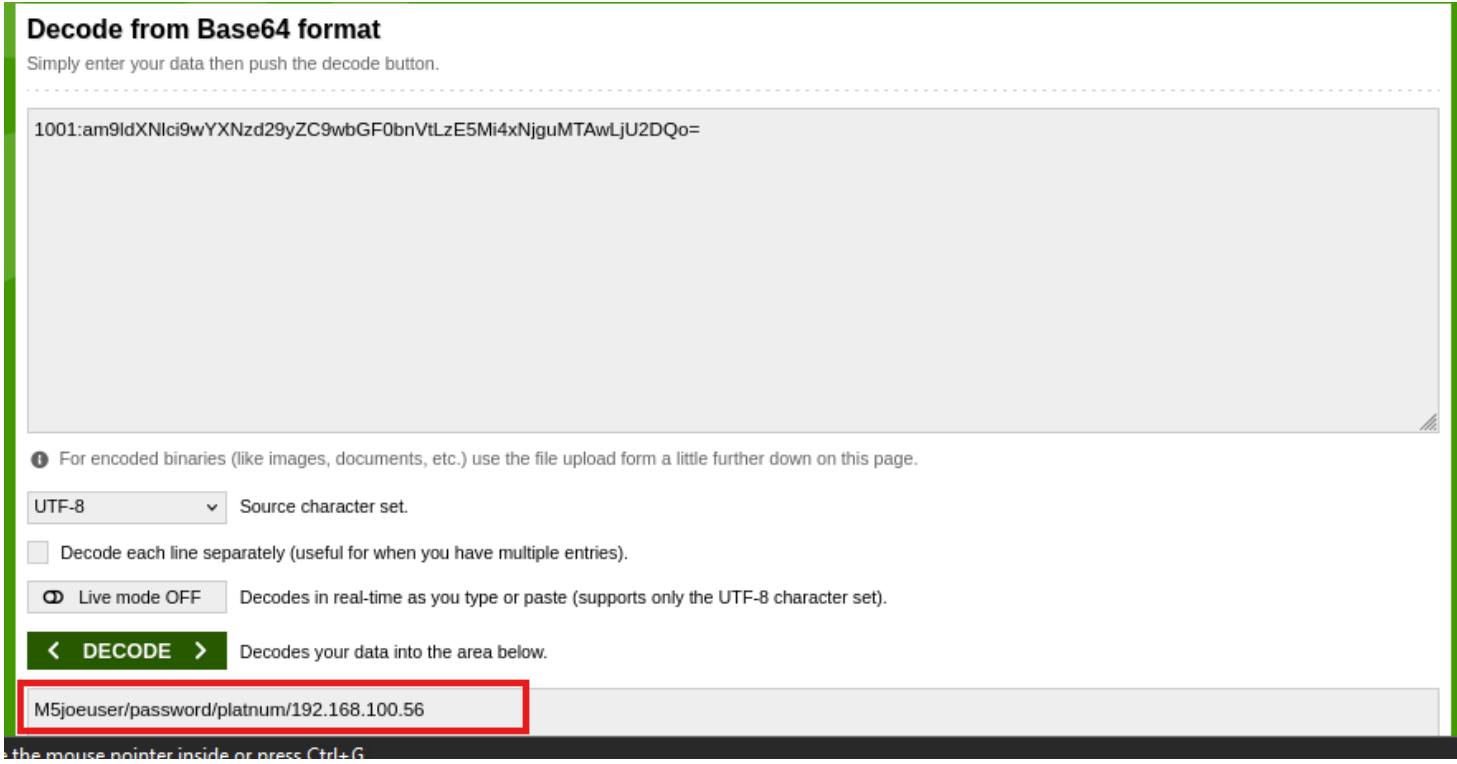 Decode from Base64 format
Simply enter your data then push the decode button.
1001:am9ldXNlci9wYXNzd29yZC9wbGF0bnVtLzE5Mi4xNjguMTAwLjU2DQo=
For encoded binaries (like images, documents, etc.) use the file upload form a little further down on this page.
UTF-8 Source character set.
Decode each line separately (useful for when you have multiple entries).
Live mode OFF Decodes in real-time as you type or paste (supports only the UTF-8 character set).
< DECODE > Decodes your data into the area below.
M5joeuser/password/platnum/192.168.100.56
the mouse pointer inside or press Ctrl+G